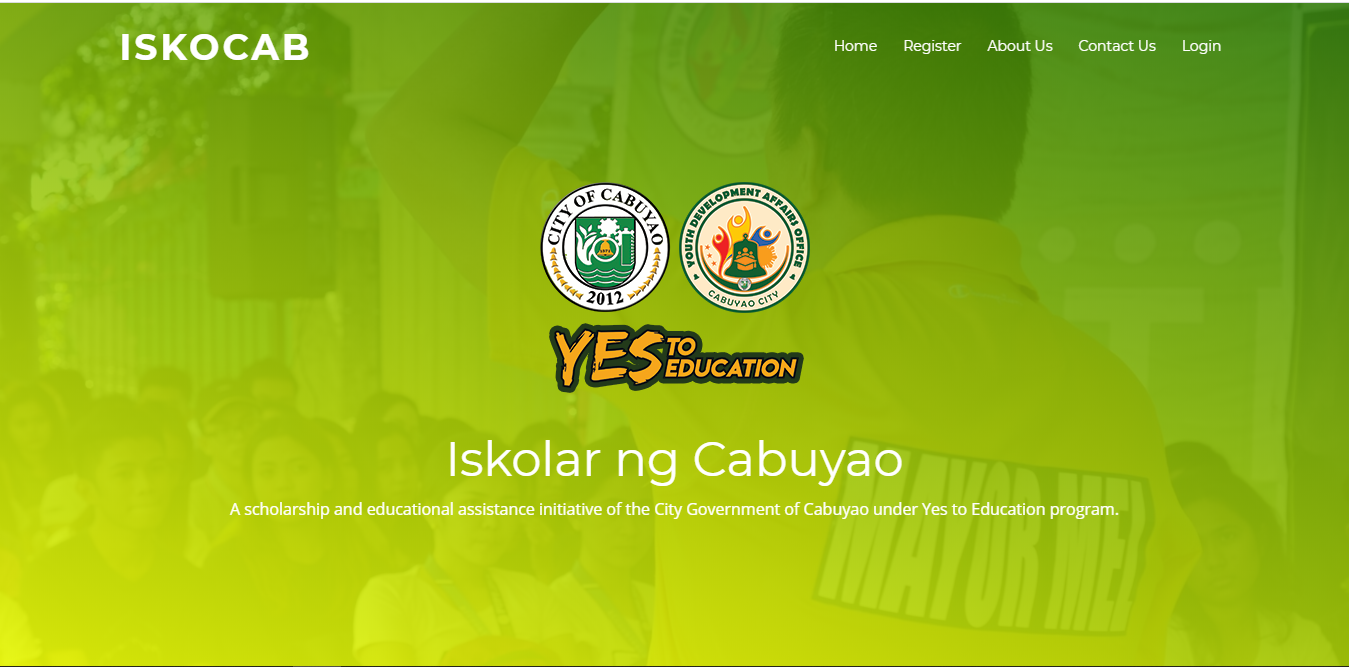 ISKOCAB
Home Register About Us Contact Us Login
CITY OF CABUYAO
2012
YOUTH DEVELOPMENT AFFAIRS OFFICE
CABUYAO CITY
YES TO EDUCATION
Iskolar ng Cabuyao
A scholarship and educational assistance initiative of the City Government of Cabuyao under Yes to Education program.
MAYOR MEL